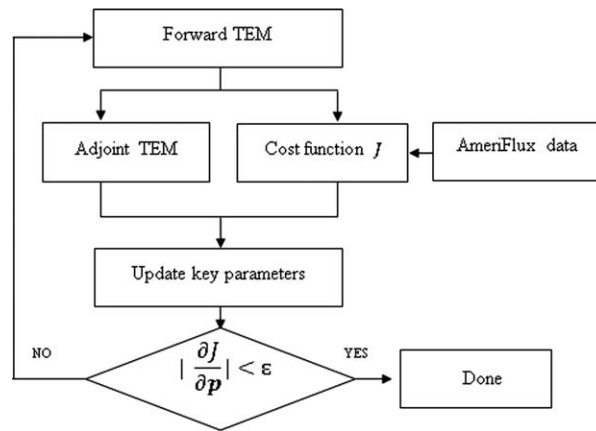 Forward TEM
Adjoint TEM
Cost function J
AmeriFlux data
Update key parameters
NO
| ∂J/∂p | < ε
YES
Done